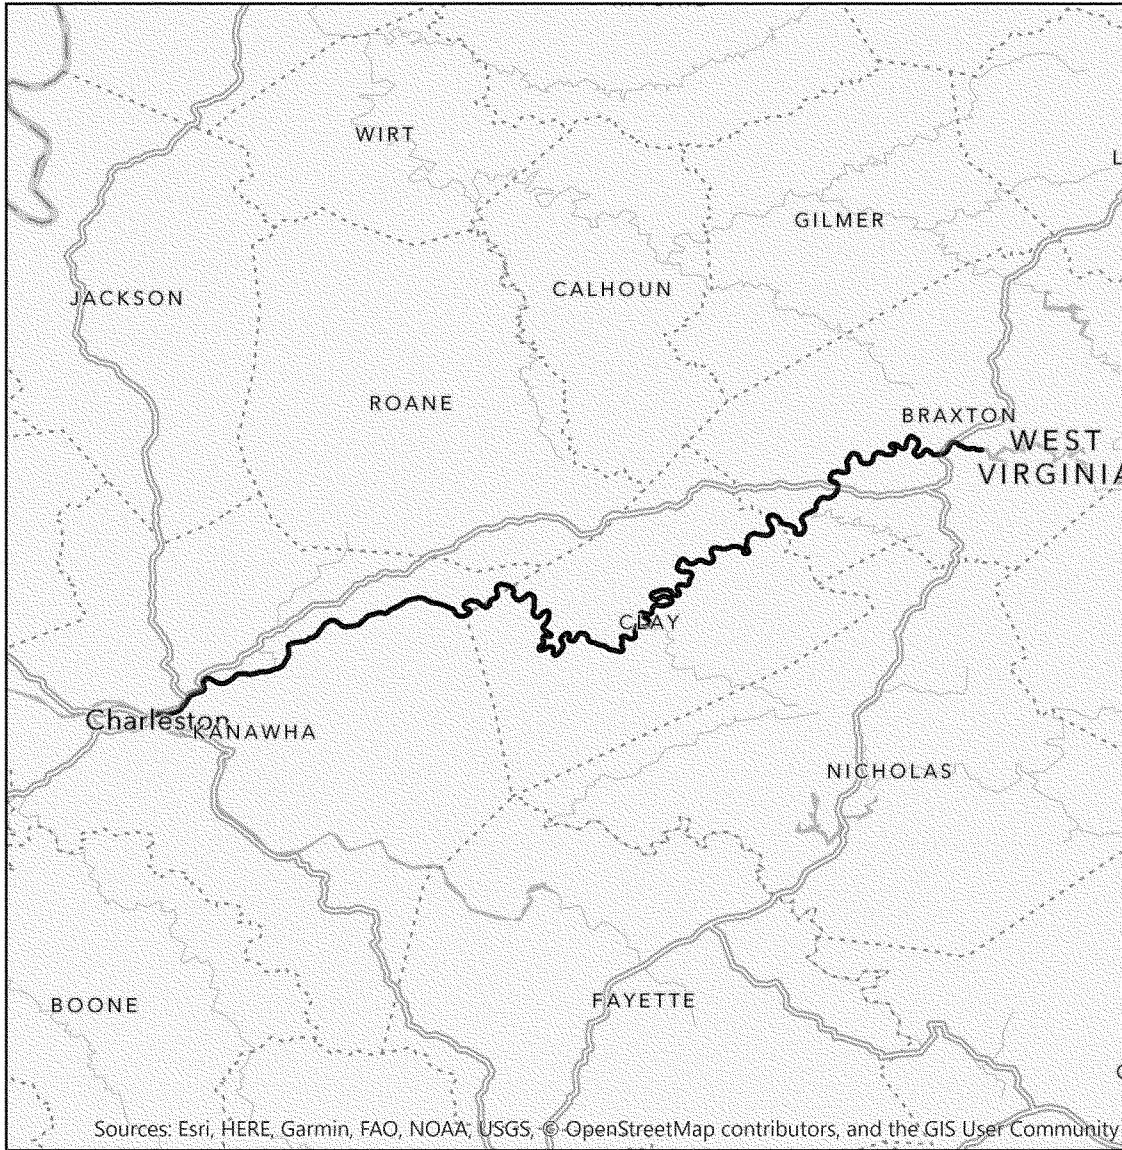 WIRT
L
GILMER
CALHOUN
JACKSON
ROANE
BRAXTON
WEST
VIRGINIA
CLAY
Charleston
KANAWHA
NICHOLAS
BOONE
FAYETTE
Sources: Esri, HERE, Garmin, FAO, NOAA, USGS, © OpenStreetMap contributors, and the GIS User Community